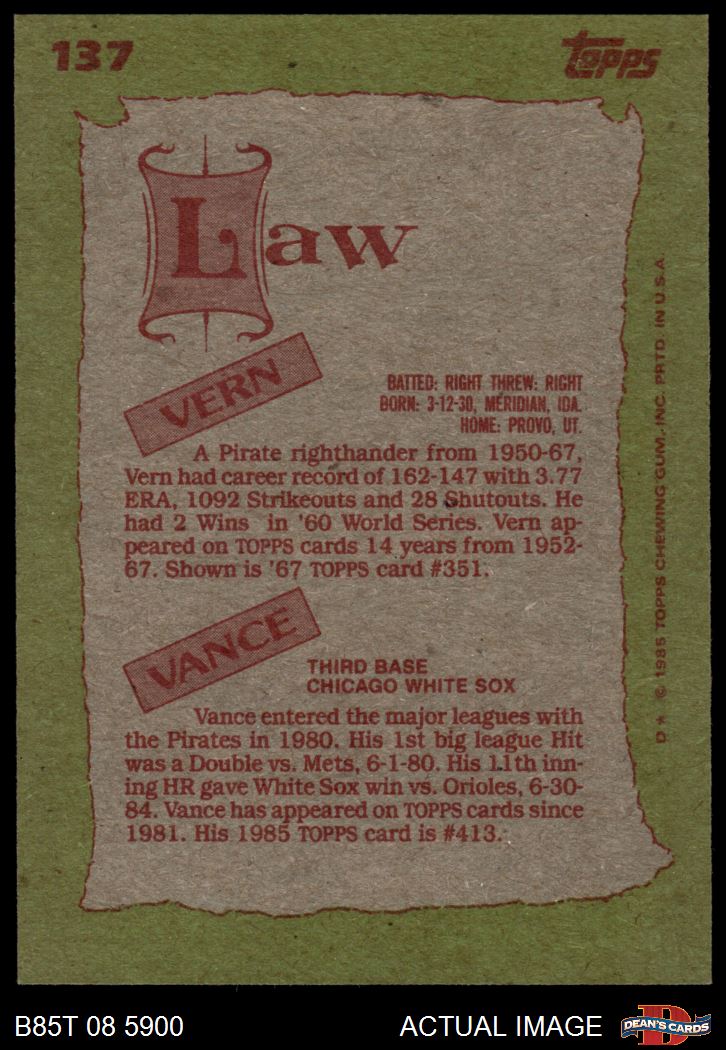 137
topps
Law
VERN
BATTED: RIGHT THREW: RIGHT
BORN: 3-12-30, MERIDIAN, IDA.
HOME: PROVO, UT.
A Pirate righthander from 1950-67,
Vern had career record of 162-147 with 3.77
ERA, 1092 Strikeouts and 28 Shutouts. He
had 2 Wins in '60 World Series. Vern ap-
peared on TOPPS cards 14 years from 1952-
67. Shown is '67 TOPPS card #351.
VANCE
THIRD BASE
CHICAGO WHITE SOX
Vance entered the major leagues with
the Pirates in 1980. His 1st big league Hit
was a Double vs. Mets, 6-1-80. His 11th inn-
ing HR gave White Sox win vs. Orioles, 6-30-
84. Vance has appeared on TOPPS cards since
1981. His 1985 TOPPS card is #413.
D* © 1985 TOPPS CHEWING GUM, INC. PRTD. IN U.S.A.
B85T 08 5900
ACTUAL IMAGE
D
DEAN'S CARDS